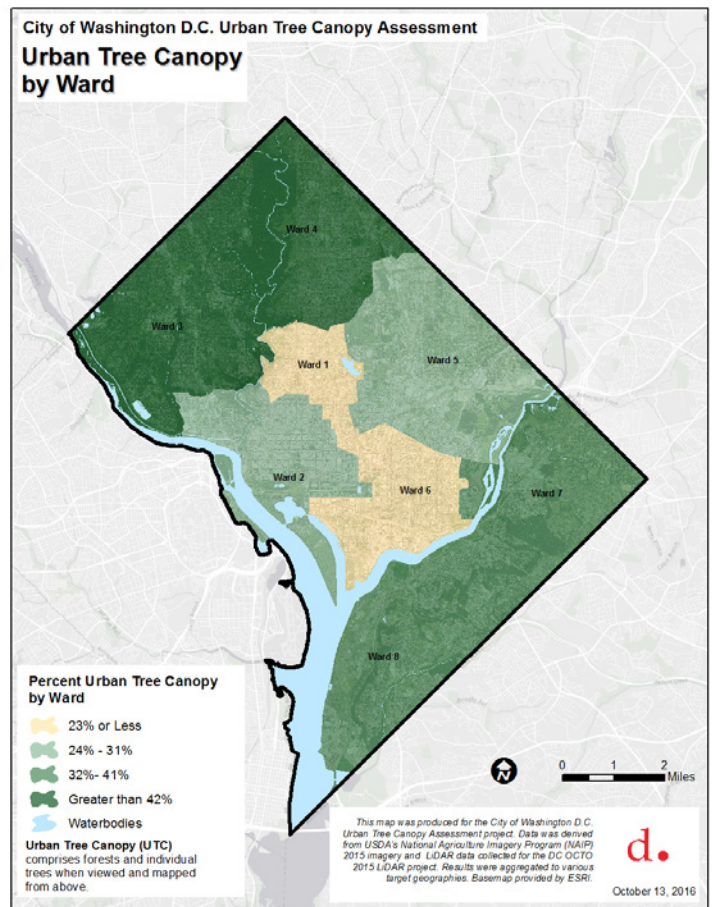 City of Washington D.C. Urban Tree Canopy Assessment
Urban Tree Canopy
by Ward
Ward 4
Ward 3
Ward 1
Ward 5
Ward 2
Ward 6
Ward 7
Ward 8
Percent Urban Tree Canopy
by Ward
23% or Less
24% - 31%
32%- 41%
Greater than 42%
Waterbodies
Urban Tree Canopy (UTC)
comprises forests and individual
trees when viewed and mapped
from above.
N
0 1 2
Miles
This map was produced for the City of Washington D.C.
Urban Tree Canopy Assessment project. Data was derived
from USDA's National Agriculture Imagery Program (NAIP)
2015 imagery and LiDAR data collected for the DC OCTO
2015 LiDAR project. Results were aggregated to various
target geographies. Basemap provided by ESRI.
d.
October 13, 2016